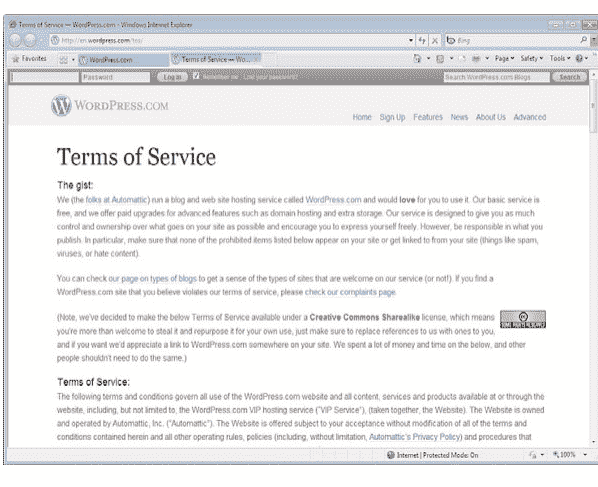 Terms of Service — WordPress.com - Windows Internet Explorer
http://en.wordpress.com/tos/
Bing
Favorites WordPress.com Terms of Service — Wo... Page Safety Tools
Password Log in Remember me Lost your password? Search WordPress.com Blogs Search
WORDPRESS.COM
Home Sign Up Features News About Us Advanced
Terms of Service
The gist:
We (the folks at Automattic) run a blog and web site hosting service called WordPress.com and would love for you to use it. Our basic service is
free, and we offer paid upgrades for advanced features such as domain hosting and extra storage. Our service is designed to give you as much
control and ownership over what goes on your site as possible and encourage you to express yourself freely. However, be responsible in what you
publish. In particular, make sure that none of the prohibited items listed below appear on your site or get linked to from your site (things like spam,
viruses, or hate content).
You can check our page on types of blogs to get a sense of the types of sites that are welcome on our service (or not!). If you find a
WordPress.com site that you believe violates our terms of service, please check our complaints page.
(Note, we've decided to make the below Terms of Service available under a Creative Commons Sharealike license, which means
you're more than welcome to steal it and repurpose it for your own use, just make sure to replace references to us with ones to you,
and if you want we'd appreciate a link to WordPress.com somewhere on your site. We spent a lot of money and time on the below, and other
people shouldn't need to do the same.)
cc
SOME RIGHTS RESERVED
Terms of Service:
The following terms and conditions govern all use of the WordPress.com website and all content, services and products available at or through the
website, including, but not limited to, the WordPress.com VIP hosting service ("VIP Service"), (taken together, the Website). The Website is owned
and operated by Automattic, Inc. ("Automattic"). The Website is offered subject to your acceptance without modification of all of the terms and
conditions contained herein and all other operating rules, policies (including, without limitation, Automattic's Privacy Policy) and procedures that
Internet | Protected Mode: On 100%